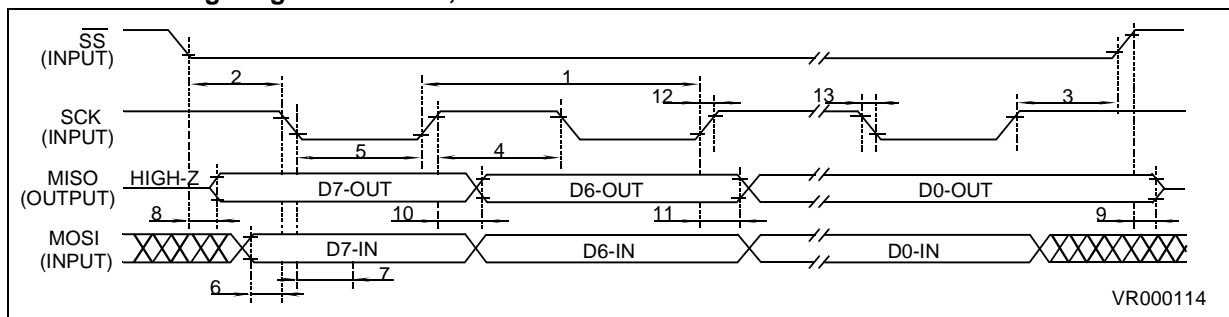 SS
(INPUT)
2
1
12
13
3
SCK
(INPUT)
5
4
MISO
(OUTPUT)
HIGH-Z
D7-OUT
D6-OUT
D0-OUT
8
10
11
9
MOSI
(INPUT)
D7-IN
D6-IN
D0-IN
7
6
VR000114